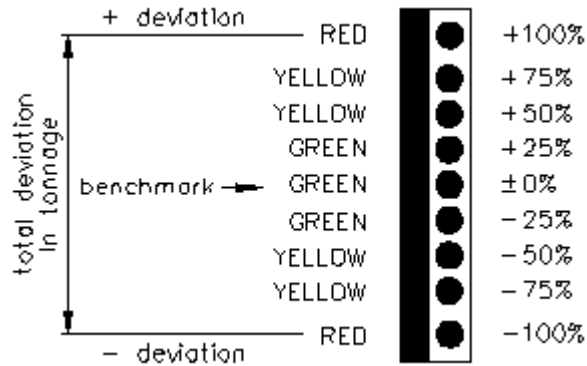 + deviation
RED +100%
YELLOW +75%
YELLOW +50%
GREEN +25%
benchmark GREEN ±0%
GREEN -25%
YELLOW -50%
YELLOW -75%
RED -100%
- deviation
total deviation
In tonnage